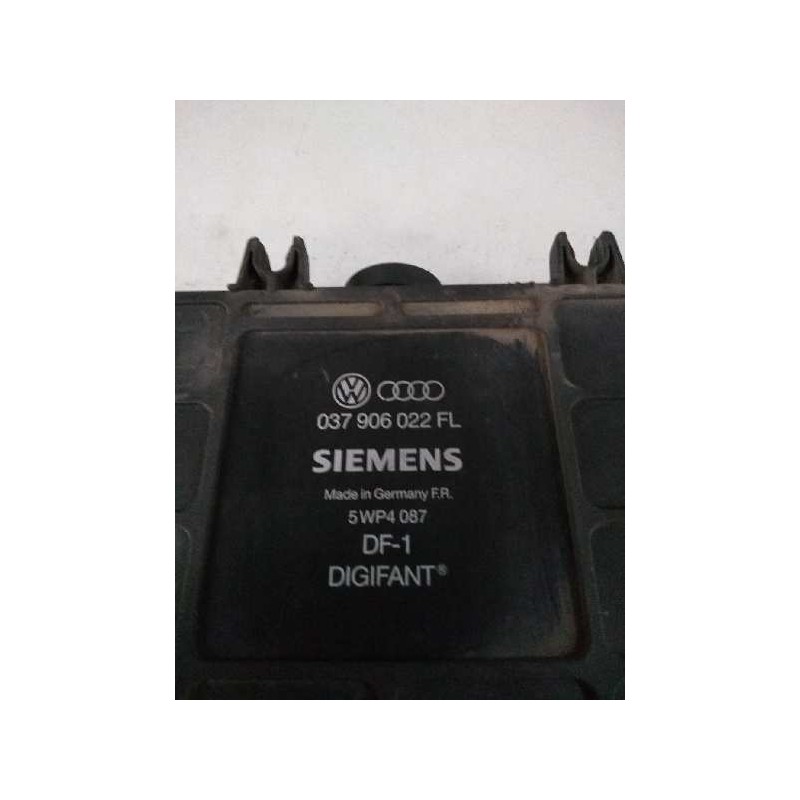 037 906 022 FL
SIEMENS
Made in Germany F.R.
5WP4 087
DF-1
DIGIFANT®